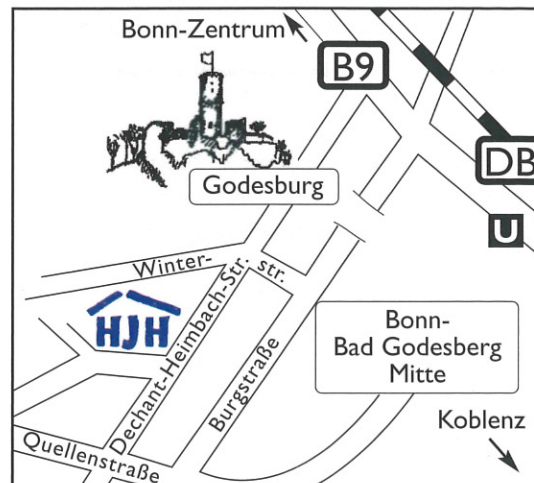 Bonn-Zentrum
B9
DB
Godesburg
U
Winter-
str.
HJH
Dechant-Heimbach-Str.
Burgstraße
Bonn-
Bad Godesberg
Mitte
Koblenz
Quellenstraße